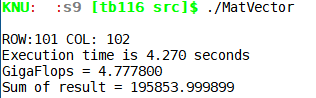 KNU: :s9 [tb116 src]$ ./MatVector
ROW:101 COL: 102
Execution time is 4.270 seconds
GigaFlops = 4.777800
Sum of result = 195853.999899